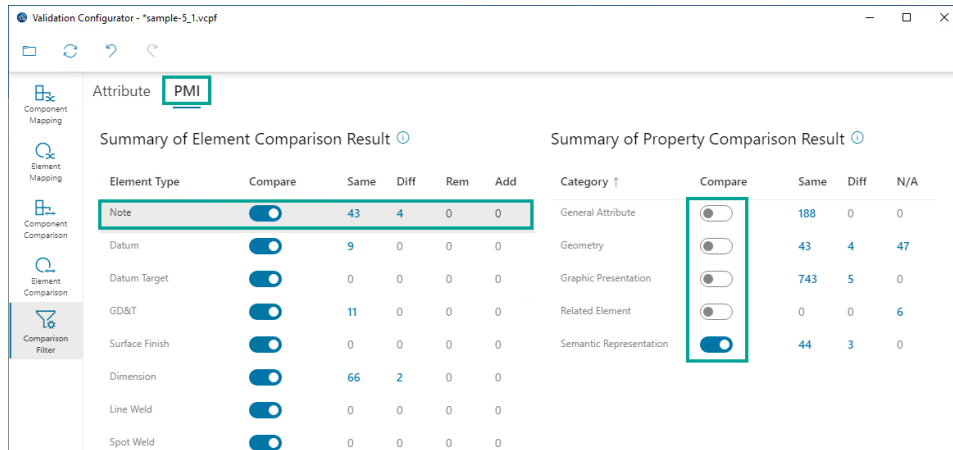 Validation Configurator - *sample-5_1.vcpf
Attribute PMI
Component
Mapping
Element
Mapping
Component
Comparison
Element
Comparison
Comparison
Filter
Summary of Element Comparison Result
Element Type Compare Same Diff Rem Add
Note 43 4 0 0
Datum 9 0 0 0
Datum Target 0 0 0 0
GD&T 11 0 0 0
Surface Finish 0 0 0 0
Dimension 66 2 0 0
Line Weld 0 0 0 0
Spot Weld 0 0 0 0
Summary of Property Comparison Result
Category ↑ Compare Same Diff N/A
General Attribute 188 0 0
Geometry 43 4 47
Graphic Presentation 743 5 0
Related Element 0 0 6
Semantic Representation 44 3 0